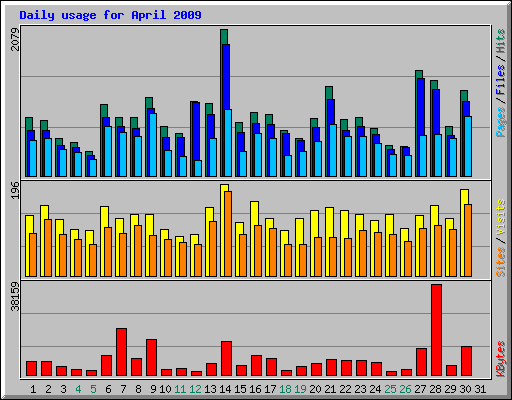 Daily usage for April 2009
2079
Pages / Files / Hits
196
Sites / Visits
38159
KBytes
1 2 3 4 5 6 7 8 9 10 11 12 13 14 15 16 17 18 19 20 21 22 23 24 25 26 27 28 29 30 31